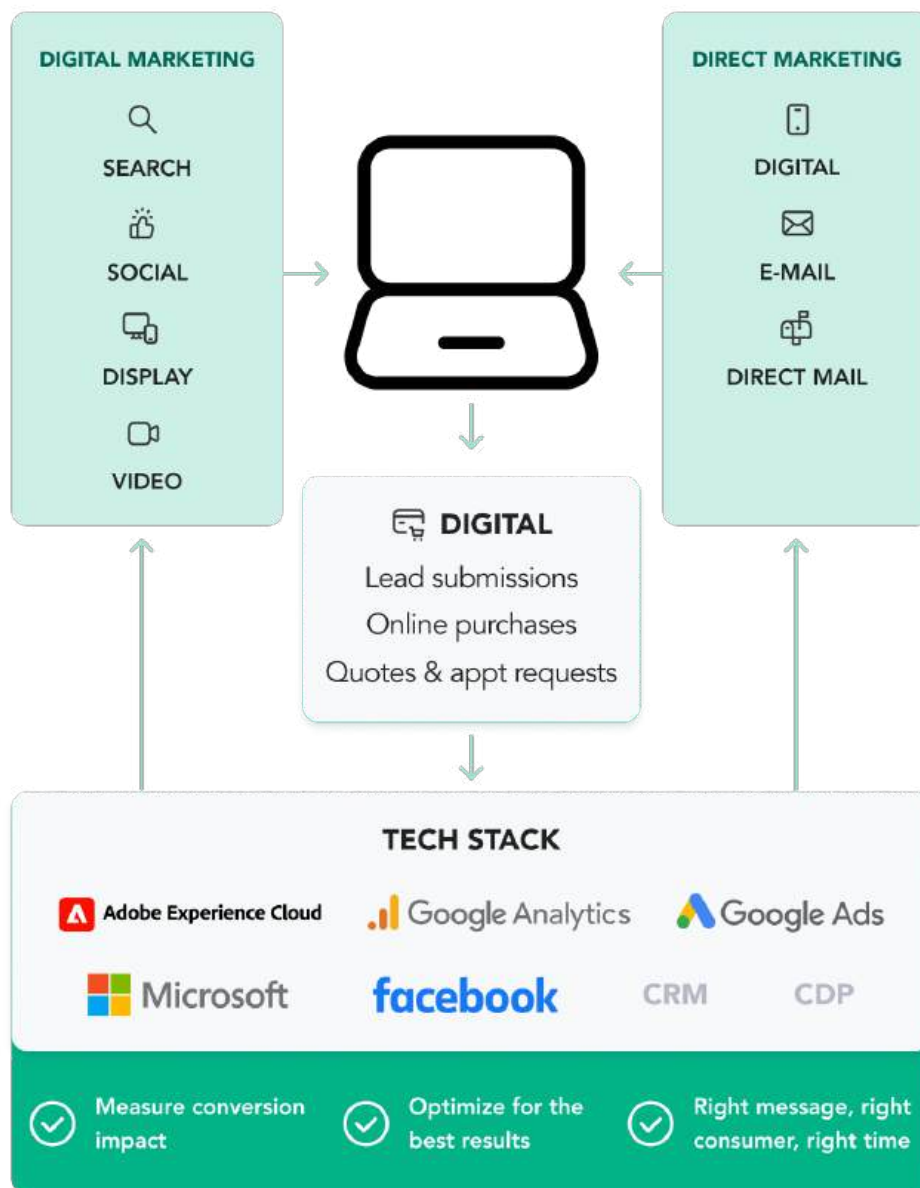 DIGITAL MARKETING
SEARCH
SOCIAL
DISPLAY
VIDEO
DIRECT MARKETING
DIGITAL
E-MAIL
DIRECT MAIL
DIGITAL
Lead submissions
Online purchases
Quotes & appt requests
TECH STACK
Adobe Experience Cloud
Google Analytics
Google Ads
Microsoft
facebook
CRM
CDP
Measure conversion
impact
Optimize for the
best results
Right message, right
consumer, right time